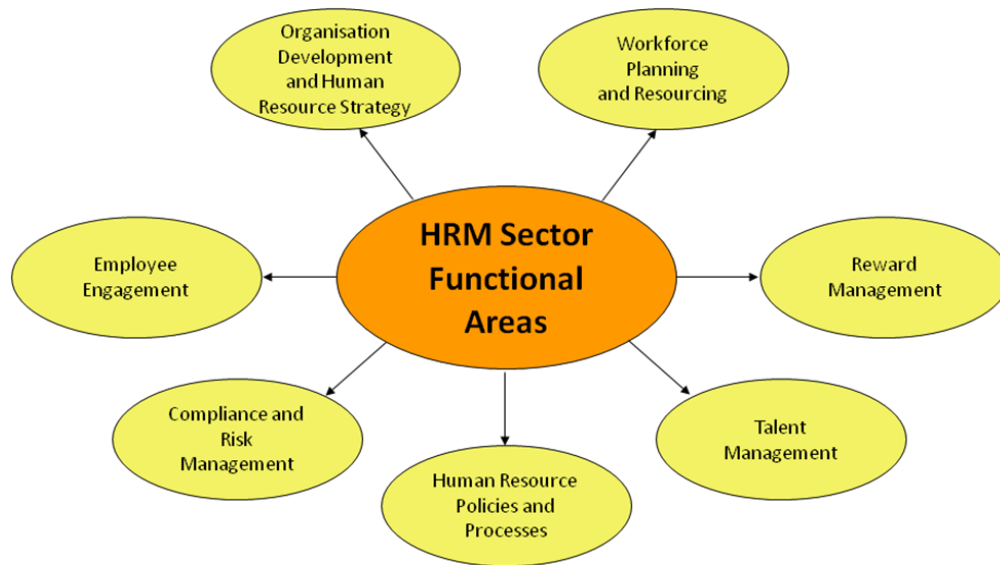 Organisation
Development
and Human
Resource Strategy
Workforce
Planning
and Resourcing
HRM Sector
Functional
Areas
Employee
Engagement
Reward
Management
Compliance and
Risk
Management
Talent
Management
Human Resource
Policies and
Processes